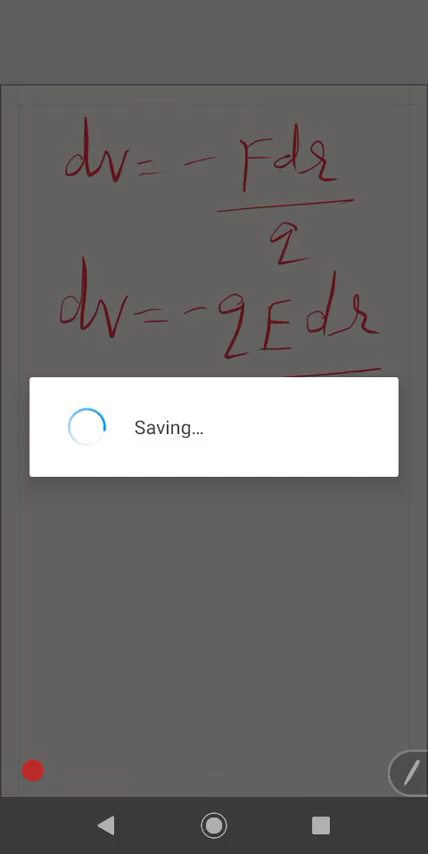 dv = - Fdr
q
dv = - qEdr
Saving...